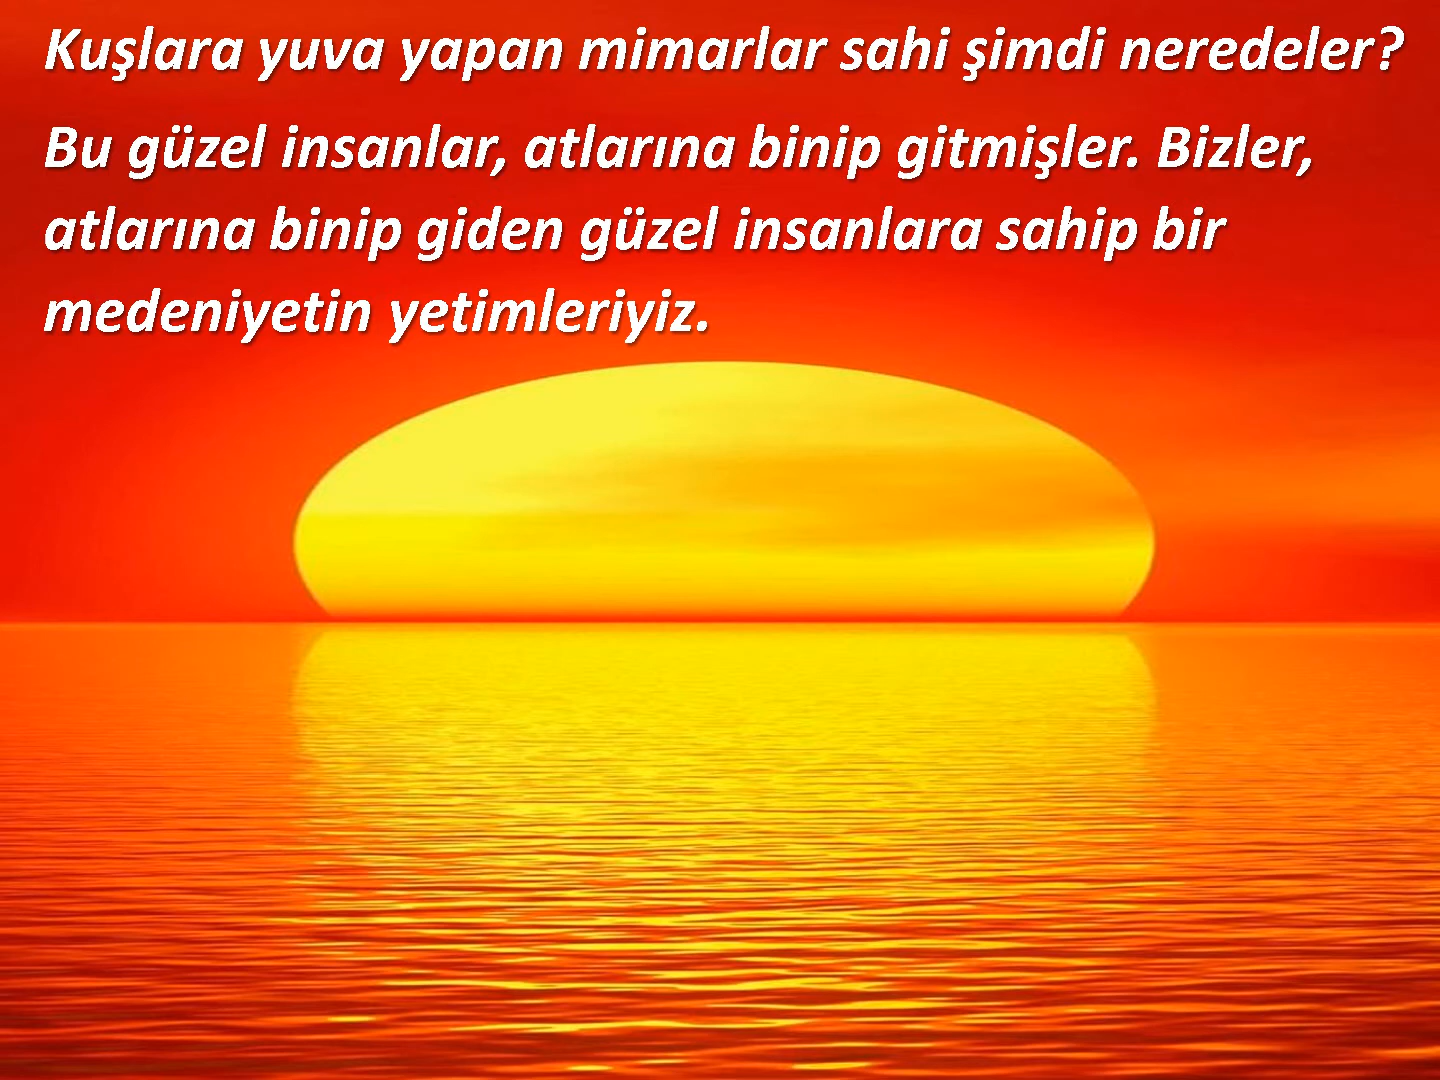 Kuşlara yuva yapan mimarlar sahi şimdi neredeler?
Bu güzel insanlar, atlarına binip gitmişler. Bizler,
atlarına binip giden güzel insanlara sahip bir
medeniyetin yetimleriyiz.